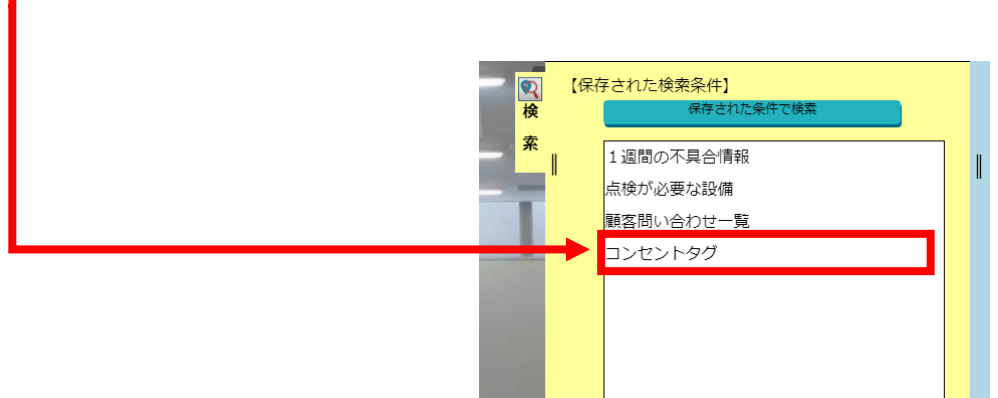 【保存された検索条件】
保存された条件で検索
検
索
１週間の不具合情報
点検が必要な設備
顧客問い合わせ一覧
コンセントタグ